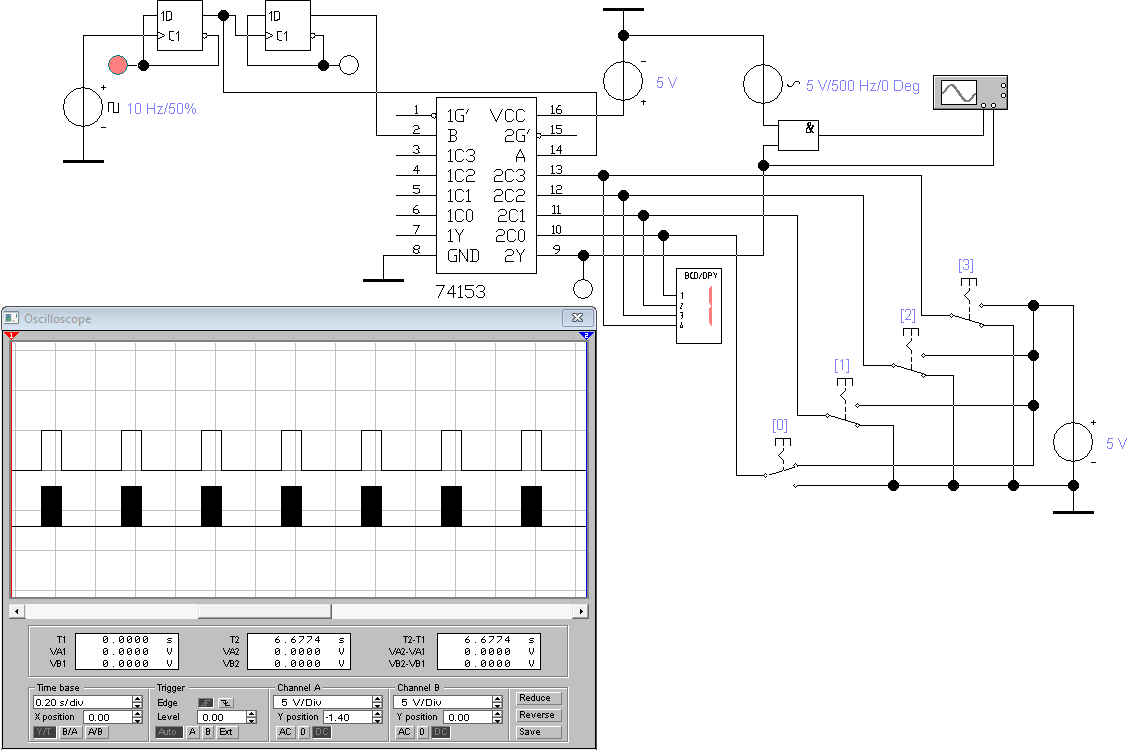 1D
C1
1D
C1
10 Hz/50%
+
−
−
5 V
+
5 V/500 Hz/0 Deg
&
1 1G' VCC 16
2 B 2G' 15
3 1C3 A 14
4 1C2 2C3 13
5 1C1 2C2 12
6 1C0 2C1 11
7 1Y 2C0 10
8 GND 2Y 9
74153
BCD/DPY
1
2
3
4
[3]
[2]
[1]
[0]
+
5 V
−
Oscilloscope
1 2
T1 0.0000 s T2 6.6774 s T2-T1 6.6774 s
VA1 0.0000 V VA2 0.0000 V VA2-VA1 0.0000 V
VB1 0.0000 V VB2 0.0000 V VB2-VB1 0.0000 V
Time base Trigger Channel A Channel B Reduce
0.20 s/div Edge 5 V/Div 5 V/Div
X position 0.00 Level 0.00 Y position -1.40 Y position 0.00 Reverse
Y/T B/A A/B Auto A B Ext AC 0 DC AC 0 DC Save